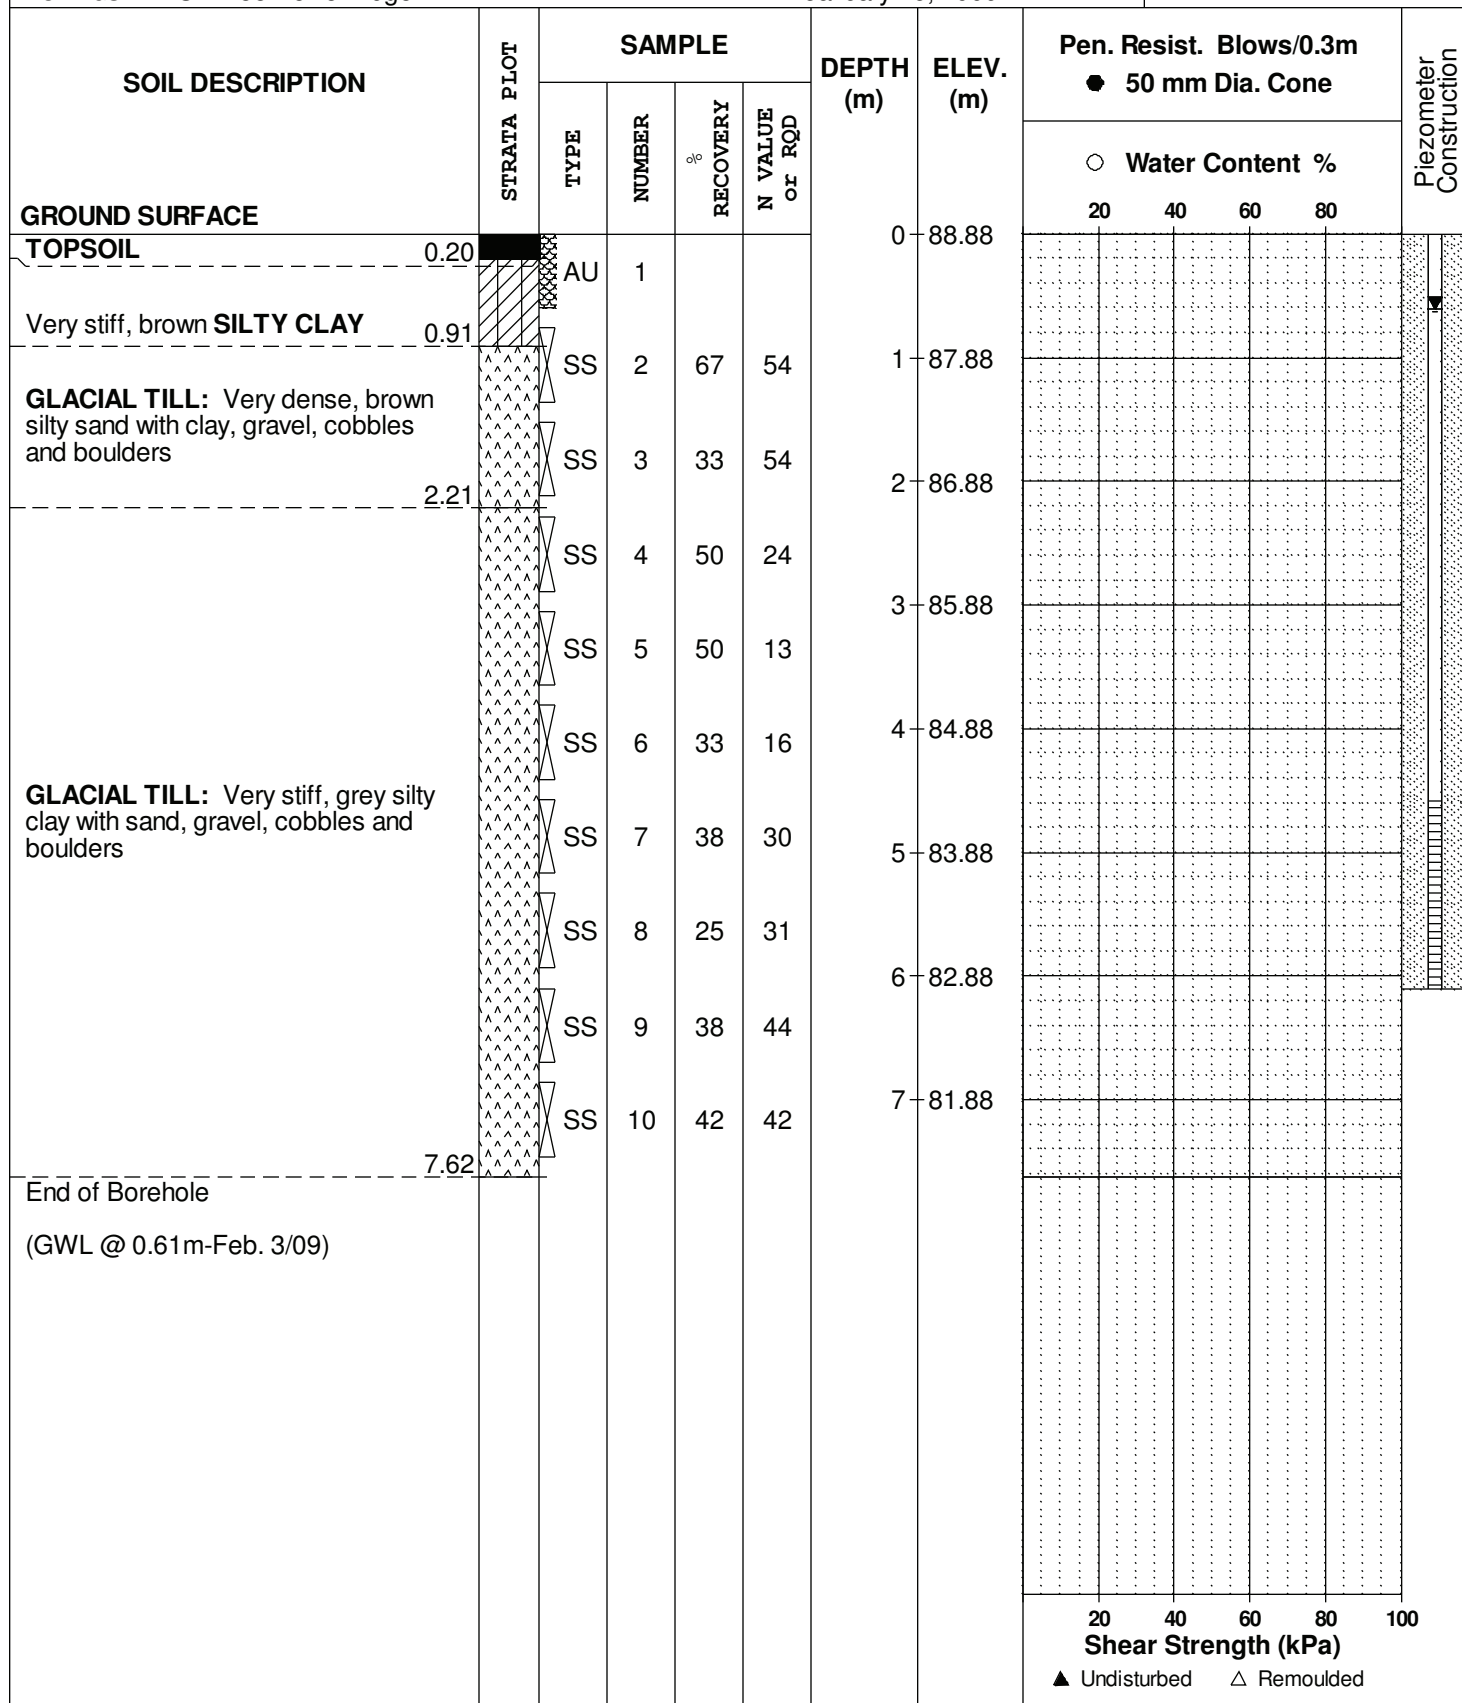 SOIL DESCRIPTION
GROUND SURFACE
STRATA PLOT
SAMPLE
TYPE
NUMBER
% RECOVERY
N VALUE
or RQD
DEPTH
(m)
ELEV.
(m)
Pen. Resist. Blows/0.3m
● 50 mm Dia. Cone
○ Water Content %
20 40 60 80
Piezometer
Construction
TOPSOIL 0.20
AU 1
0 88.88
Very stiff, brown SILTY CLAY 0.91
SS 2 67 54
1 87.88
GLACIAL TILL: Very dense, brown
silty sand with clay, gravel, cobbles
and boulders
SS 3 33 54
2.21
2 86.88
SS 4 50 24
3 85.88
SS 5 50 13
SS 6 33 16
4 84.88
GLACIAL TILL: Very stiff, grey silty
clay with sand, gravel, cobbles and
boulders
SS 7 38 30
5 83.88
SS 8 25 31
6 82.88
SS 9 38 44
7 81.88
SS 10 42 42
7.62
End of Borehole
(GWL @ 0.61m-Feb. 3/09)
20 40 60 80 100
Shear Strength (kPa)
▲ Undisturbed △ Remoulded